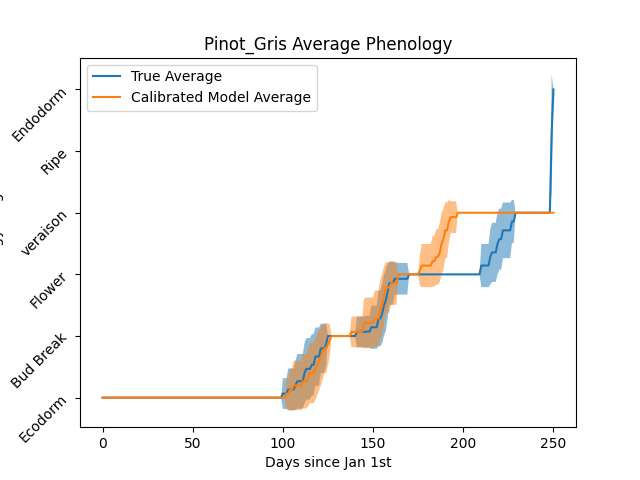 Pinot_Gris Average Phenology
True Average
Calibrated Model Average
Endodorm
Ripe
veraison
Flower
Bud Break
Ecodorm
0 50 100 150 200 250
Days since Jan 1st